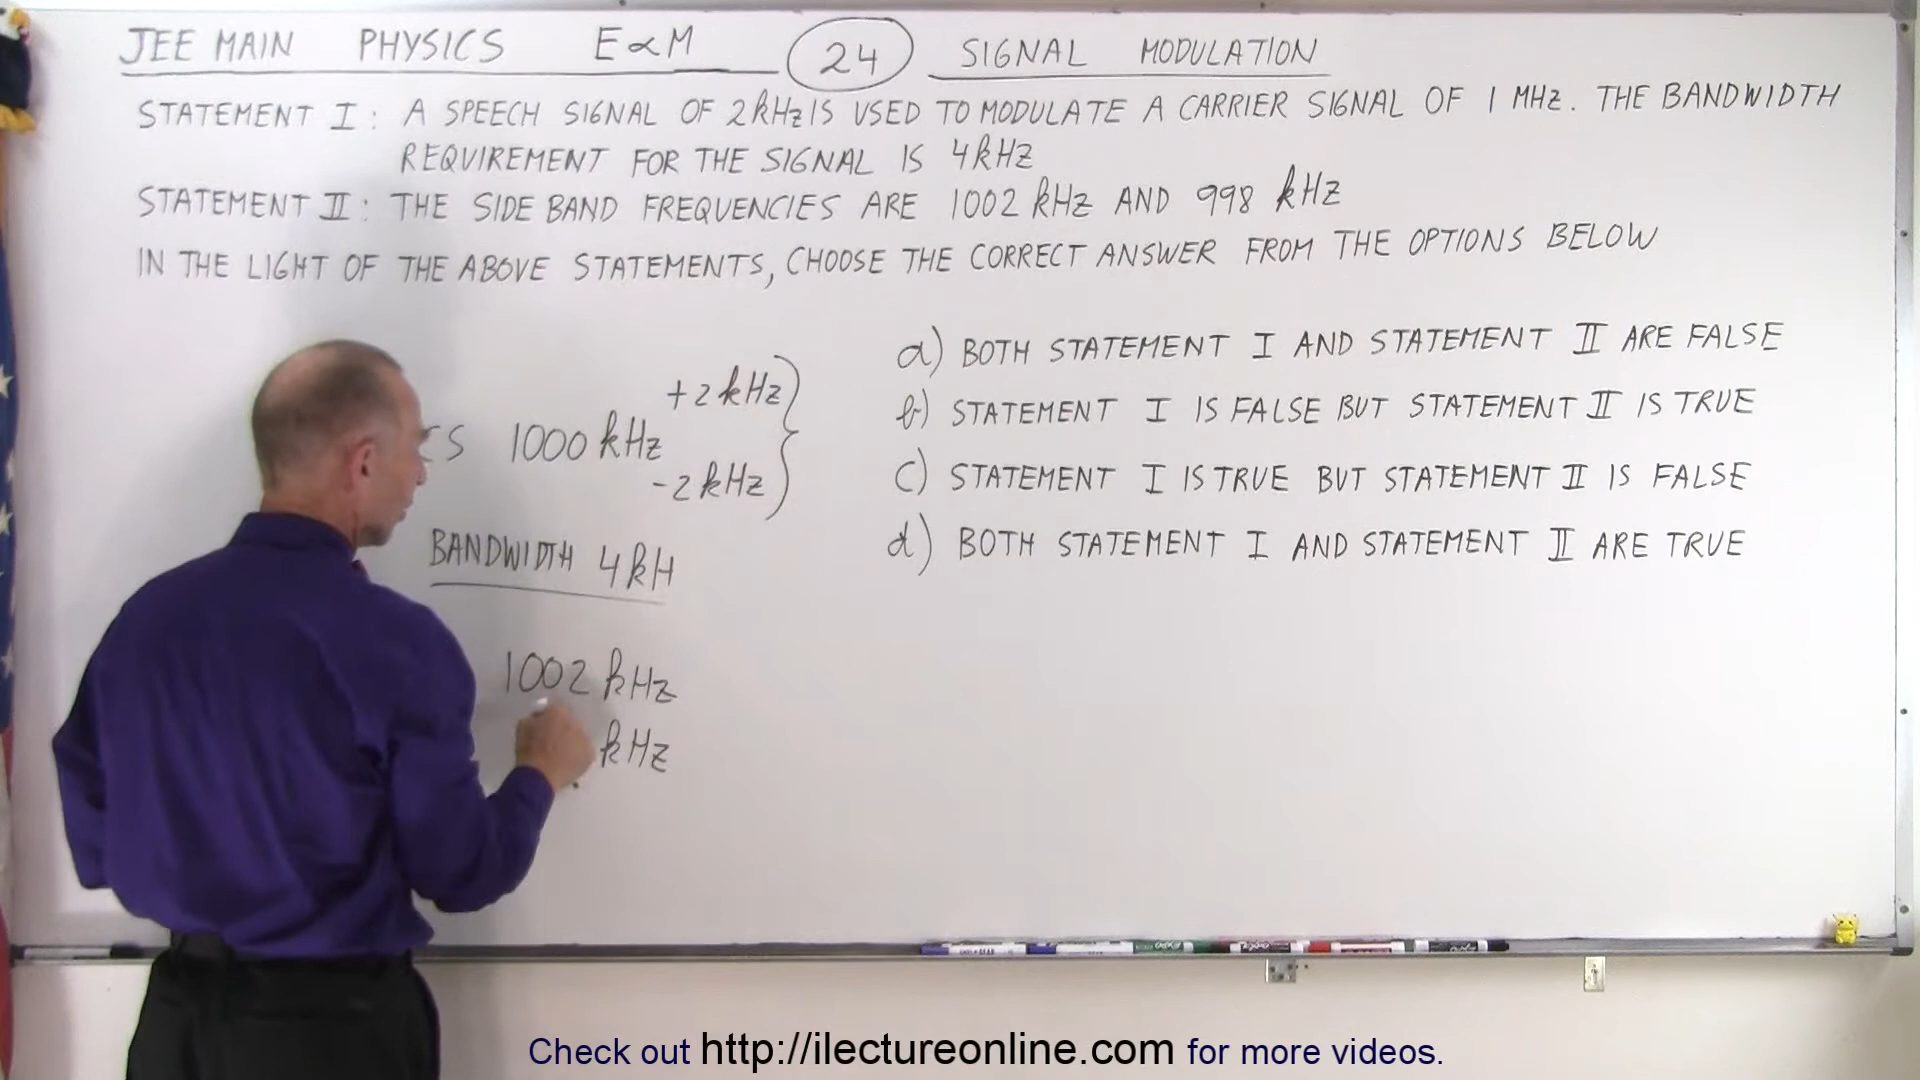 JEE MAIN PHYSICS E&M 24 SIGNAL MODULATION
STATEMENT I: A SPEECH SIGNAL OF 2kHz IS USED TO MODULATE A CARRIER SIGNAL OF 1 MHz. THE BANDWIDTH
REQUIREMENT FOR THE SIGNAL IS 4kHz
STATEMENT II: THE SIDE BAND FREQUENCIES ARE 1002 kHz AND 998 kHz
IN THE LIGHT OF THE ABOVE STATEMENTS, CHOOSE THE CORRECT ANSWER FROM THE OPTIONS BELOW
+2kHz
CS 1000 kHz
-2kHz
BANDWIDTH 4kH
1002 kHz
kHz
a) BOTH STATEMENT I AND STATEMENT II ARE FALSE
b) STATEMENT I IS FALSE BUT STATEMENT II IS TRUE
c) STATEMENT I IS TRUE BUT STATEMENT II IS FALSE
d) BOTH STATEMENT I AND STATEMENT II ARE TRUE
Check out http://ilectureonline.com for more videos.